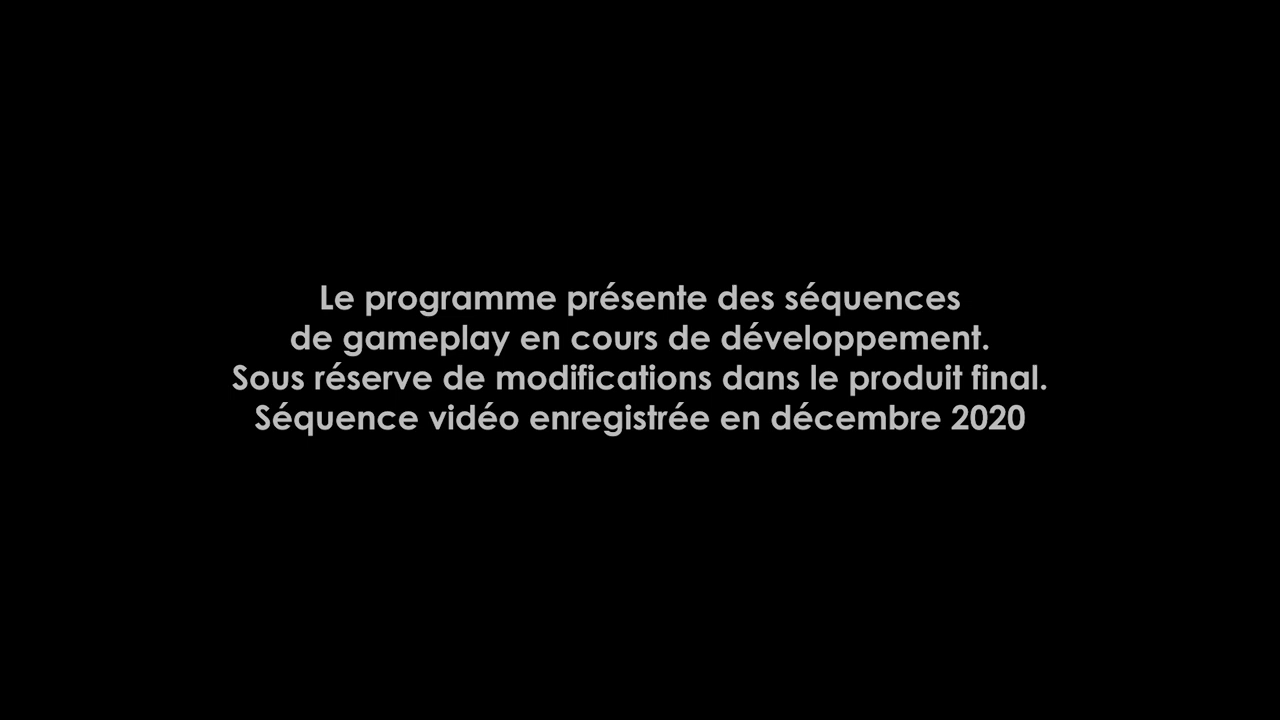 Le programme présente des séquences
de gameplay en cours de développement.
Sous réserve de modifications dans le produit final.
Séquence vidéo enregistrée en décembre 2020